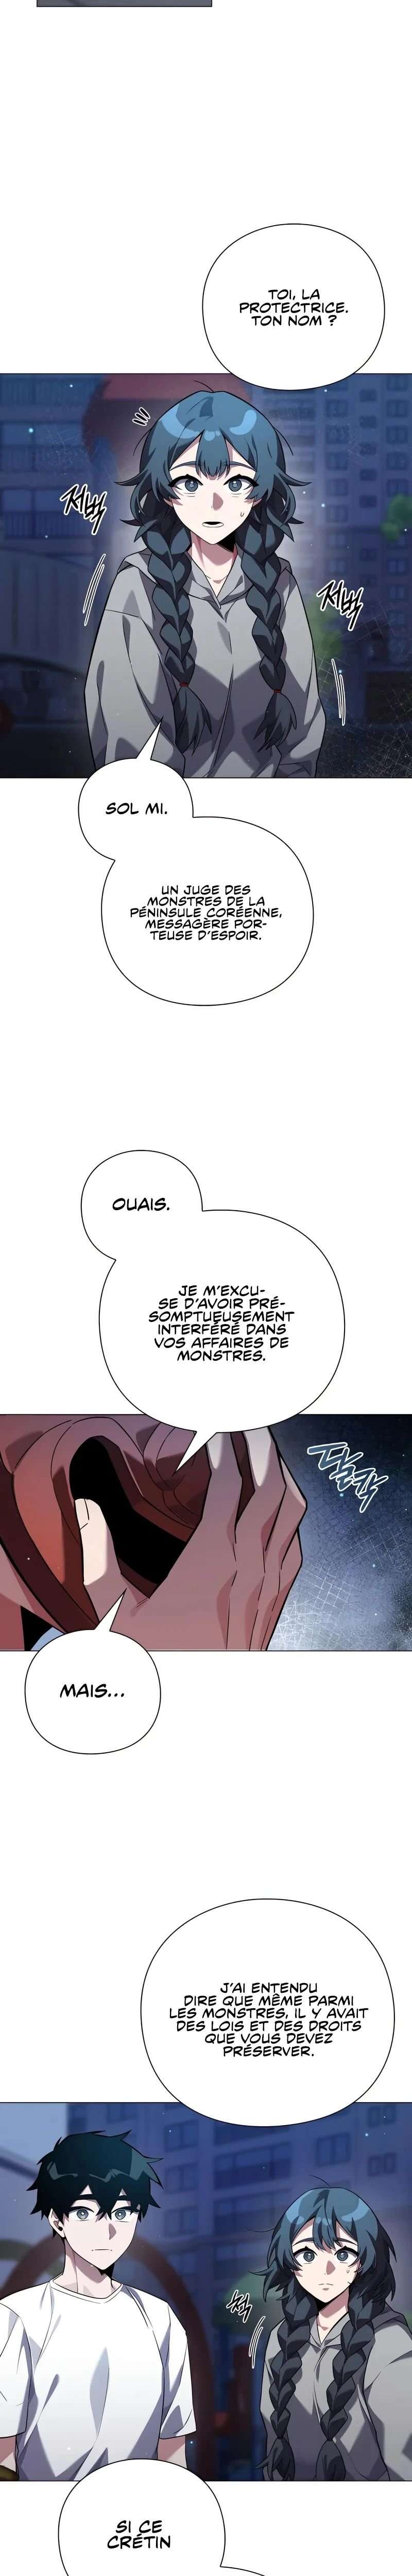 TOI, LA
PROTECTRICE.
TON NOM ?
SOL MI.
UN JUGE DES
MONSTRES DE LA
PÉNINSULE CORÉENNE,
MESSAGÈRE POR-
TEUSE D'ESPOIR.
OUAIS.
JE M'EXCU-
SE D'AVOIR PRÉ-
SOMPTUEUSEMENT
INTERFÉRÉ DANS
VOS AFFAIRES DE
MONSTRES.
MAIS...
J'AI ENTENDU
DIRE QUE MÊME PARMI
LES MONSTRES, IL Y AVAIT
DES LOIS ET DES DROITS
QUE VOUS DEVEZ
PRÉSERVER.
SI CE
CRÉTIN